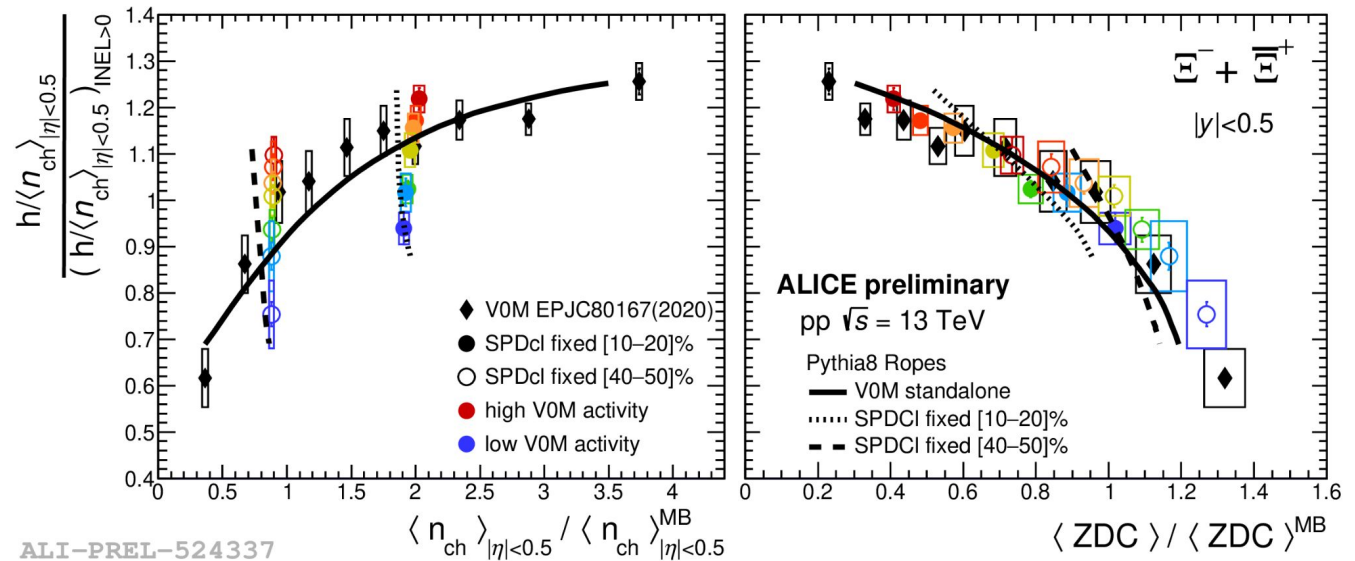 h/⟨n_ch⟩_|η|<0.5
( h/⟨n_ch⟩_|η|<0.5 )_INEL>0
1.4
1.3
1.2
1.1
1
0.9
0.8
0.7
0.6
0.5
0.4
V0M EPJC80167(2020)
SPDcl fixed [10–20]%
SPDcl fixed [40–50]%
high V0M activity
low V0M activity
0 0.5 1 1.5 2 2.5 3 3.5 4
⟨ n_ch ⟩_|η|<0.5 / ⟨ n_ch ⟩^MB_|η|<0.5
Ξ⁻ + Ξ̅⁺
|y|<0.5
ALICE preliminary
pp √s = 13 TeV
Pythia8 Ropes
V0M standalone
SPDCl fixed [10–20]%
SPDCl fixed [40–50]%
0 0.2 0.4 0.6 0.8 1 1.2 1.4 1.6
⟨ ZDC ⟩ / ⟨ ZDC ⟩^MB
ALI-PREL-524337